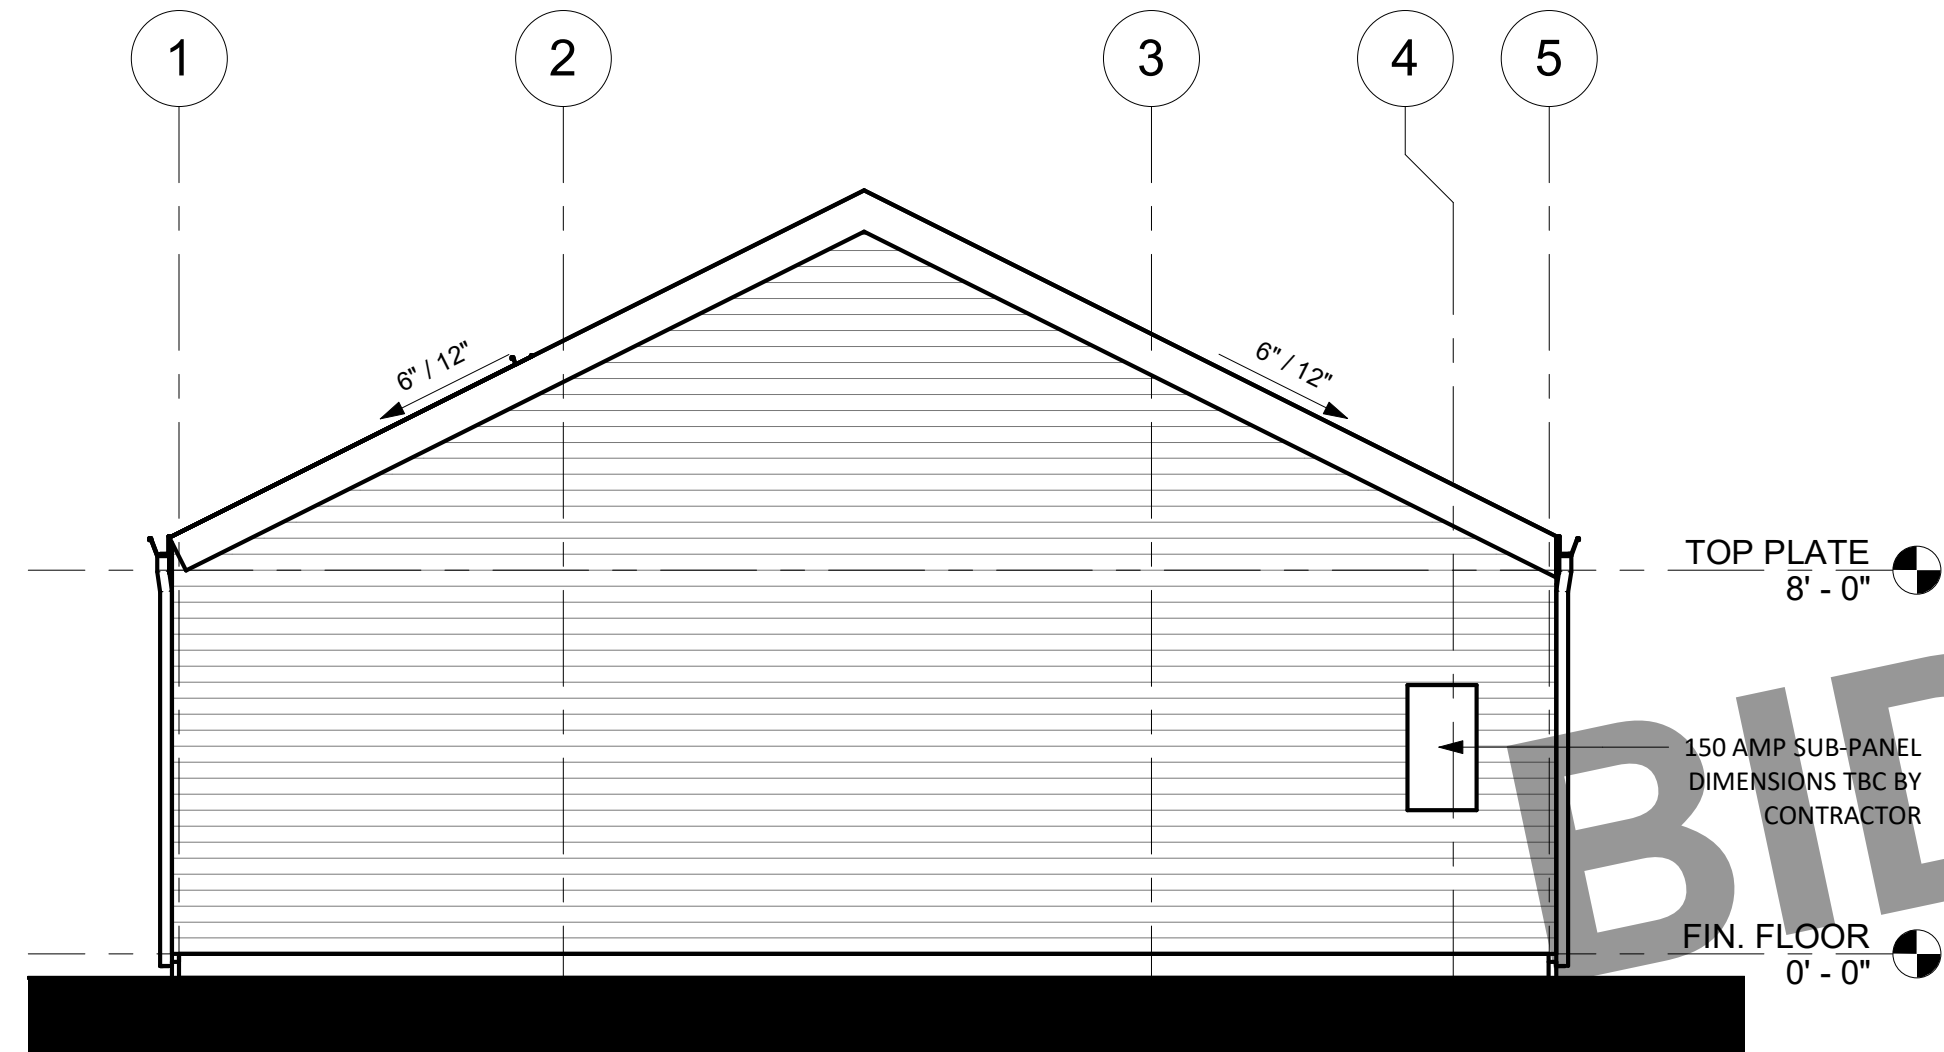 1
2
3
4
5
6" / 12"
6" / 12"
TOP PLATE
8' - 0"
150 AMP SUB-PANEL
DIMENSIONS TBC BY
CONTRACTOR
BID
FIN. FLOOR
0' - 0"